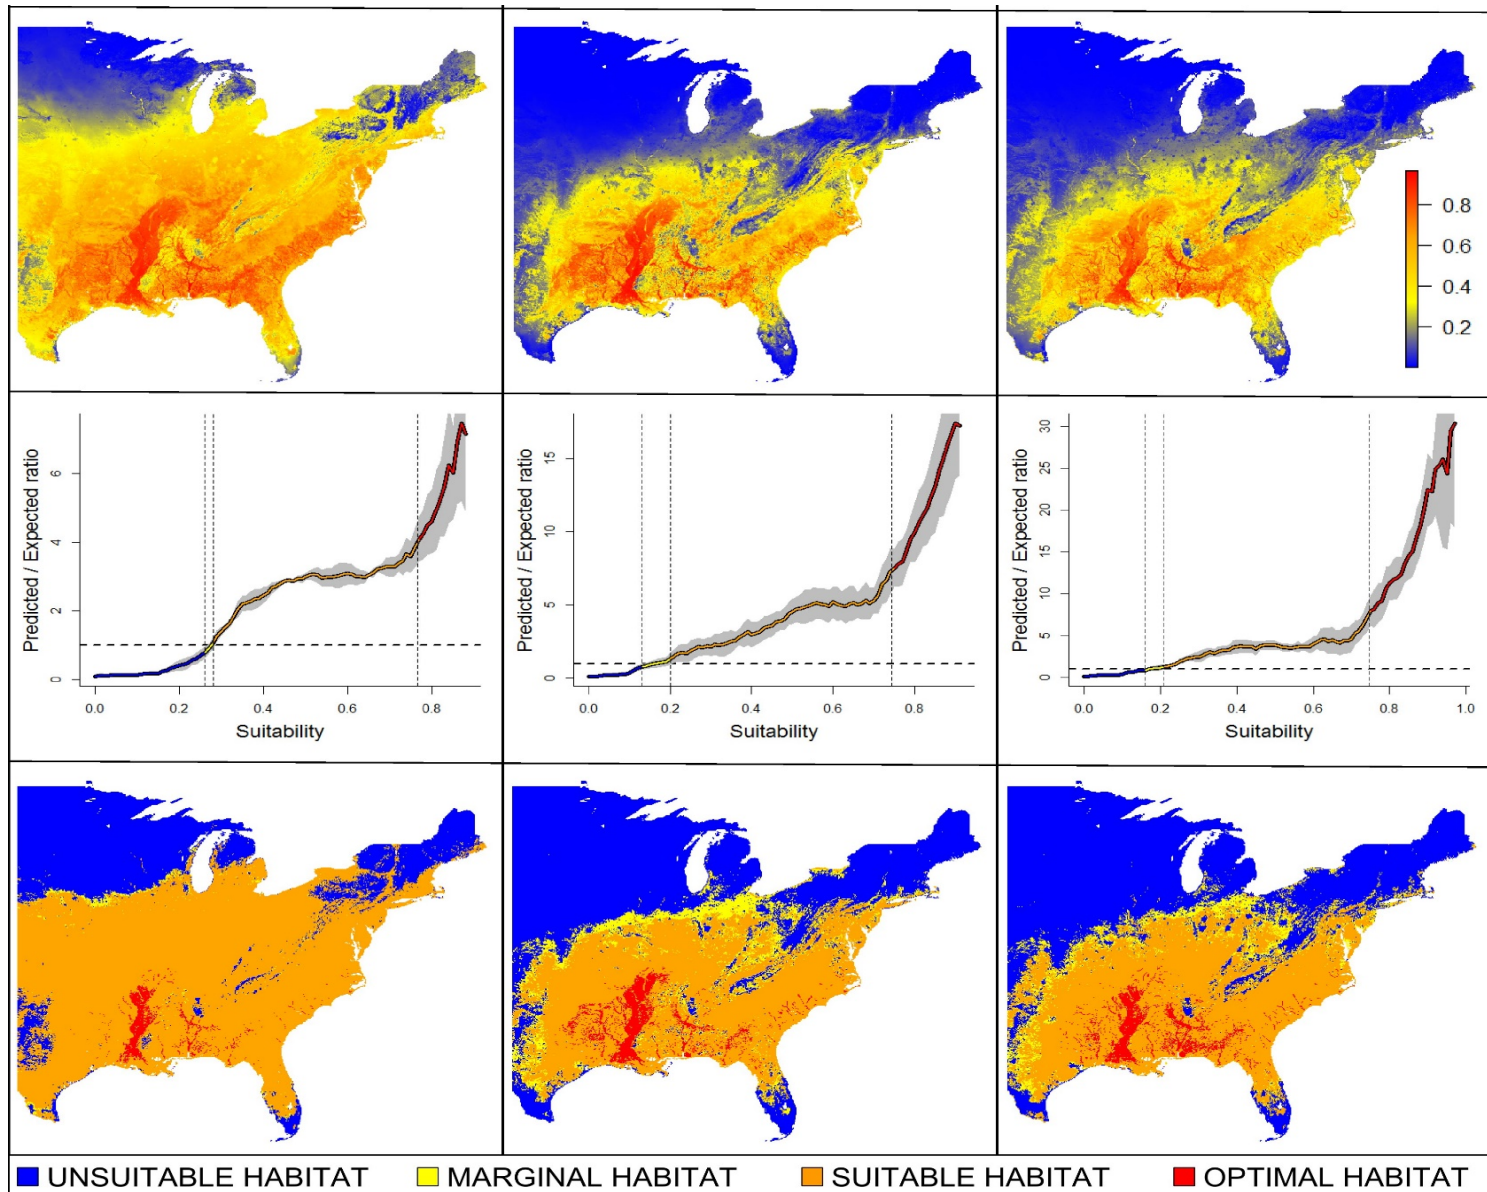 0.8
0.6
0.4
0.2
Predicted / Expected ratio
6
4
2
0
0.0 0.2 0.4 0.6 0.8
Suitability
Predicted / Expected ratio
15
10
5
0
0.0 0.2 0.4 0.6 0.8
Suitability
Predicted / Expected ratio
30
25
20
15
10
5
0
0.0 0.2 0.4 0.6 0.8 1.0
Suitability
UNSUITABLE HABITAT MARGINAL HABITAT SUITABLE HABITAT OPTIMAL HABITAT